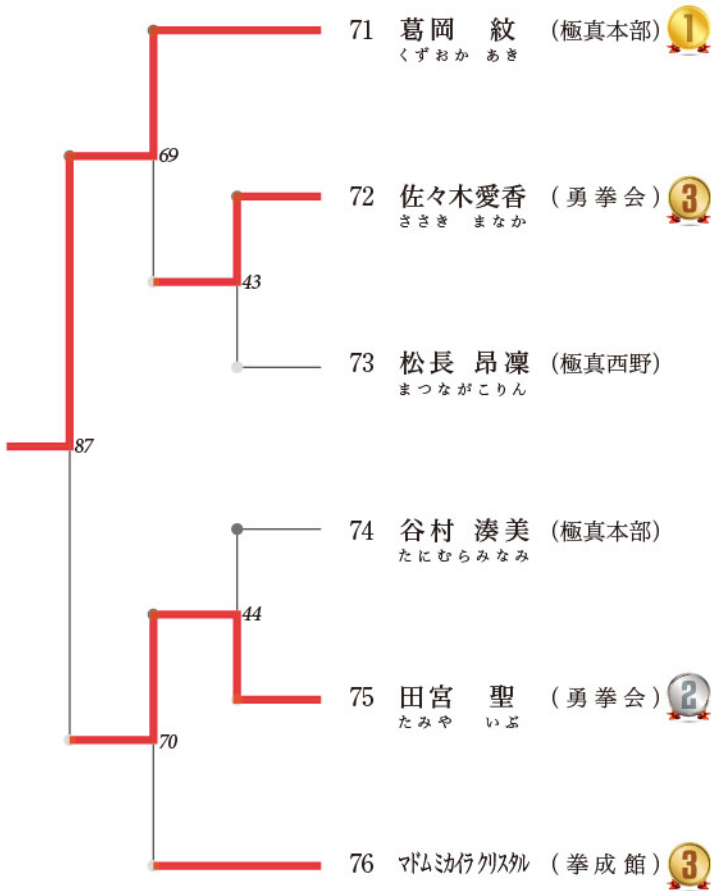 71 葛岡 紋 (極真本部) 1
くずおか あき
69
72 佐々木愛香 (勇拳会) 3
ささき まなか
43
73 松長 昂凜 (極真西野)
まつながこりん
87
74 谷村 湊美 (極真本部)
たにむらみなみ
44
75 田宮 聖 (勇拳会) 2
たみや いぶ
70
76 マドムミカイラクリスタル (拳成館) 3